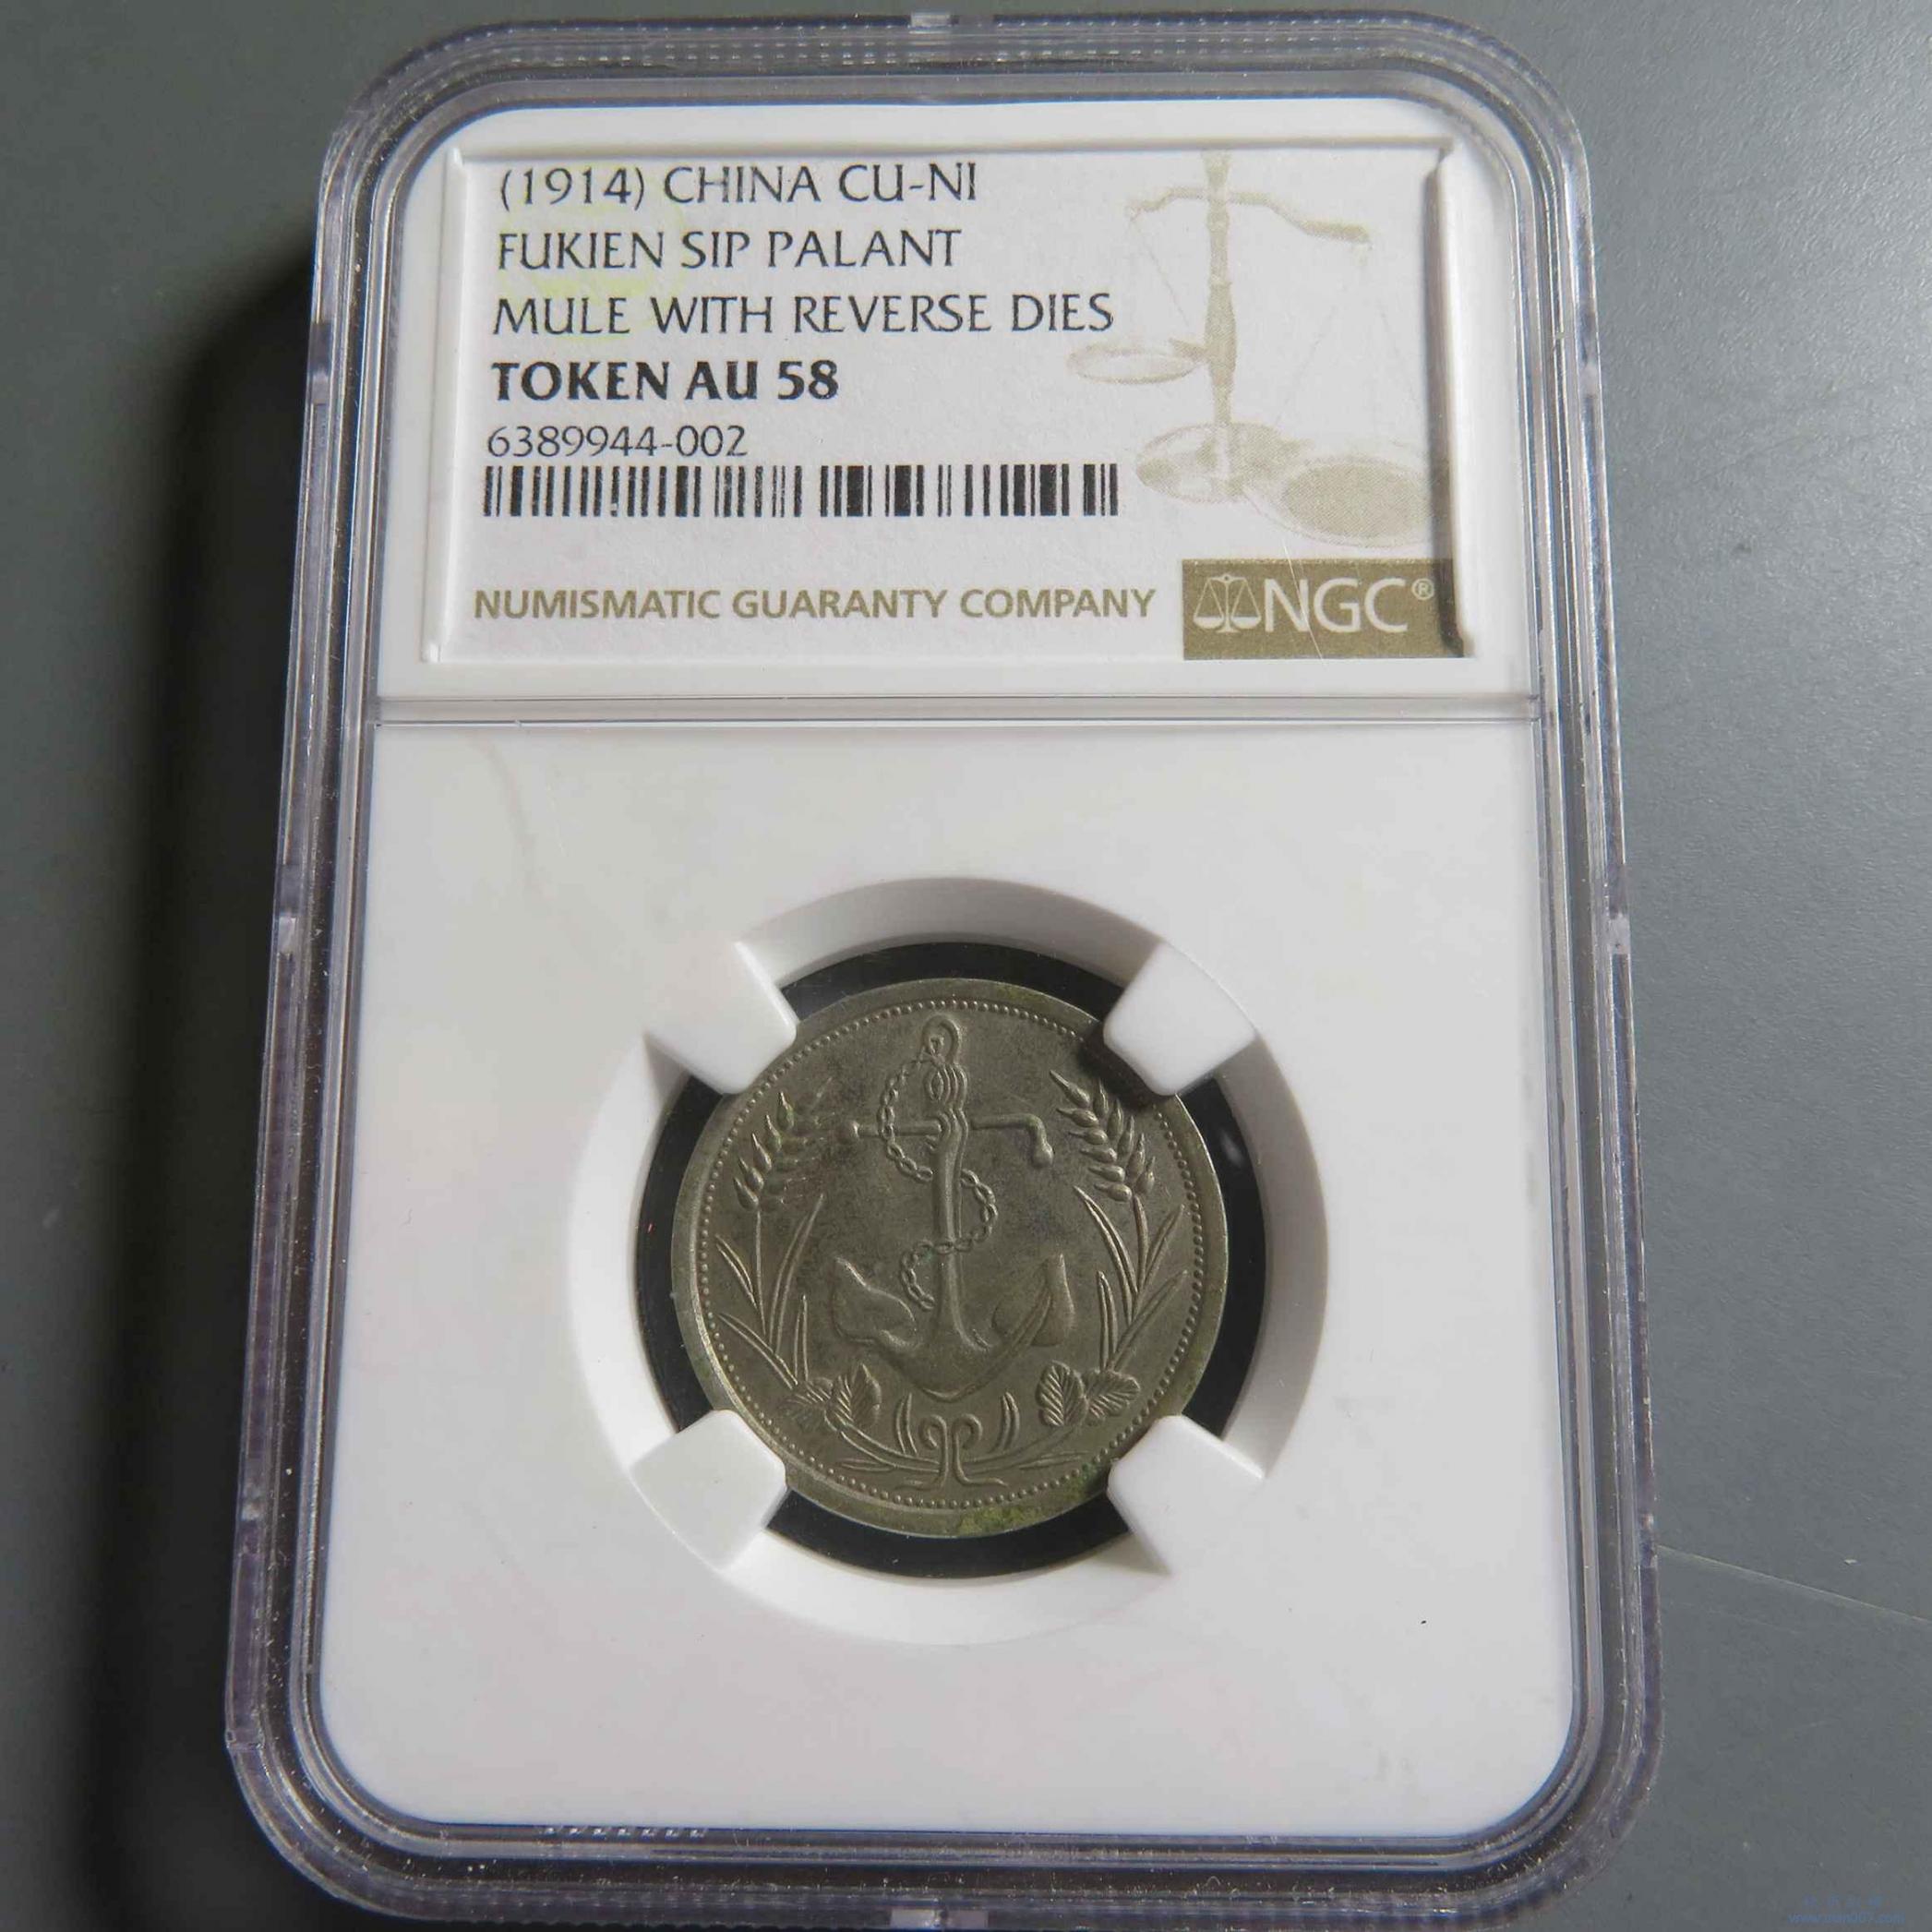 (1914) CHINA CU-NI
FUKIEN SIP PALANT
MULE WITH REVERSE DIES
TOKEN AU 58
6389944-002
NUMISMATIC GUARANTY COMPANY
NGC®